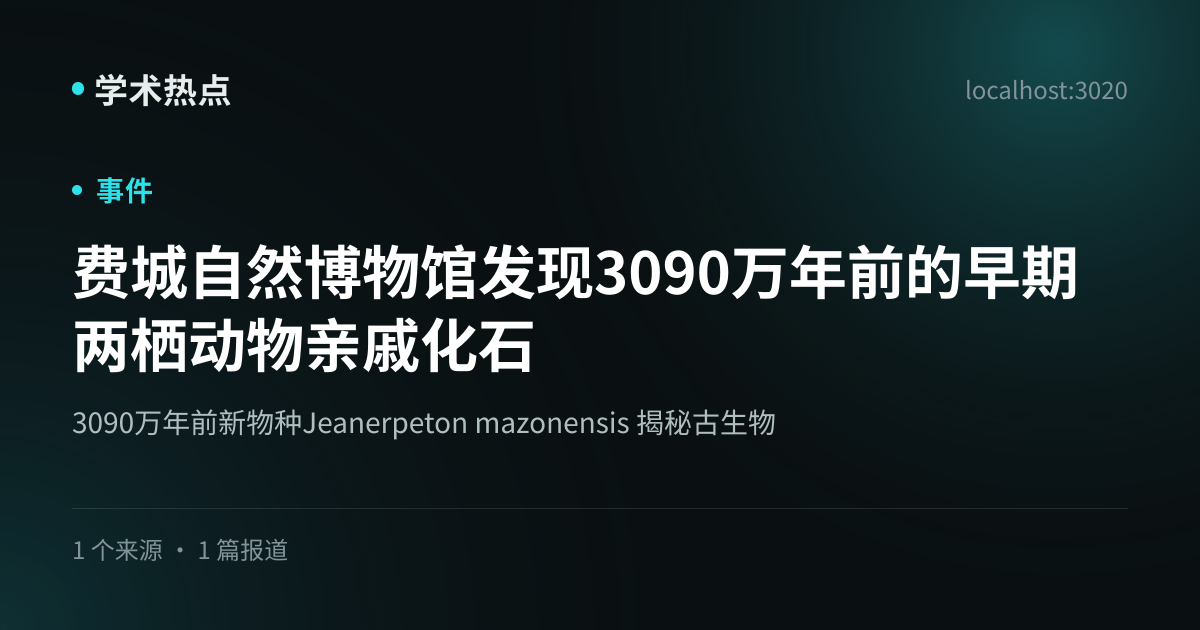 学术热点
localhost:3020
事件
费城自然博物馆发现3090万年前的早期
两栖动物亲戚化石
3090万年前新物种Jeanerpeton mazonensis 揭秘古生物
1 个来源 · 1 篇报道